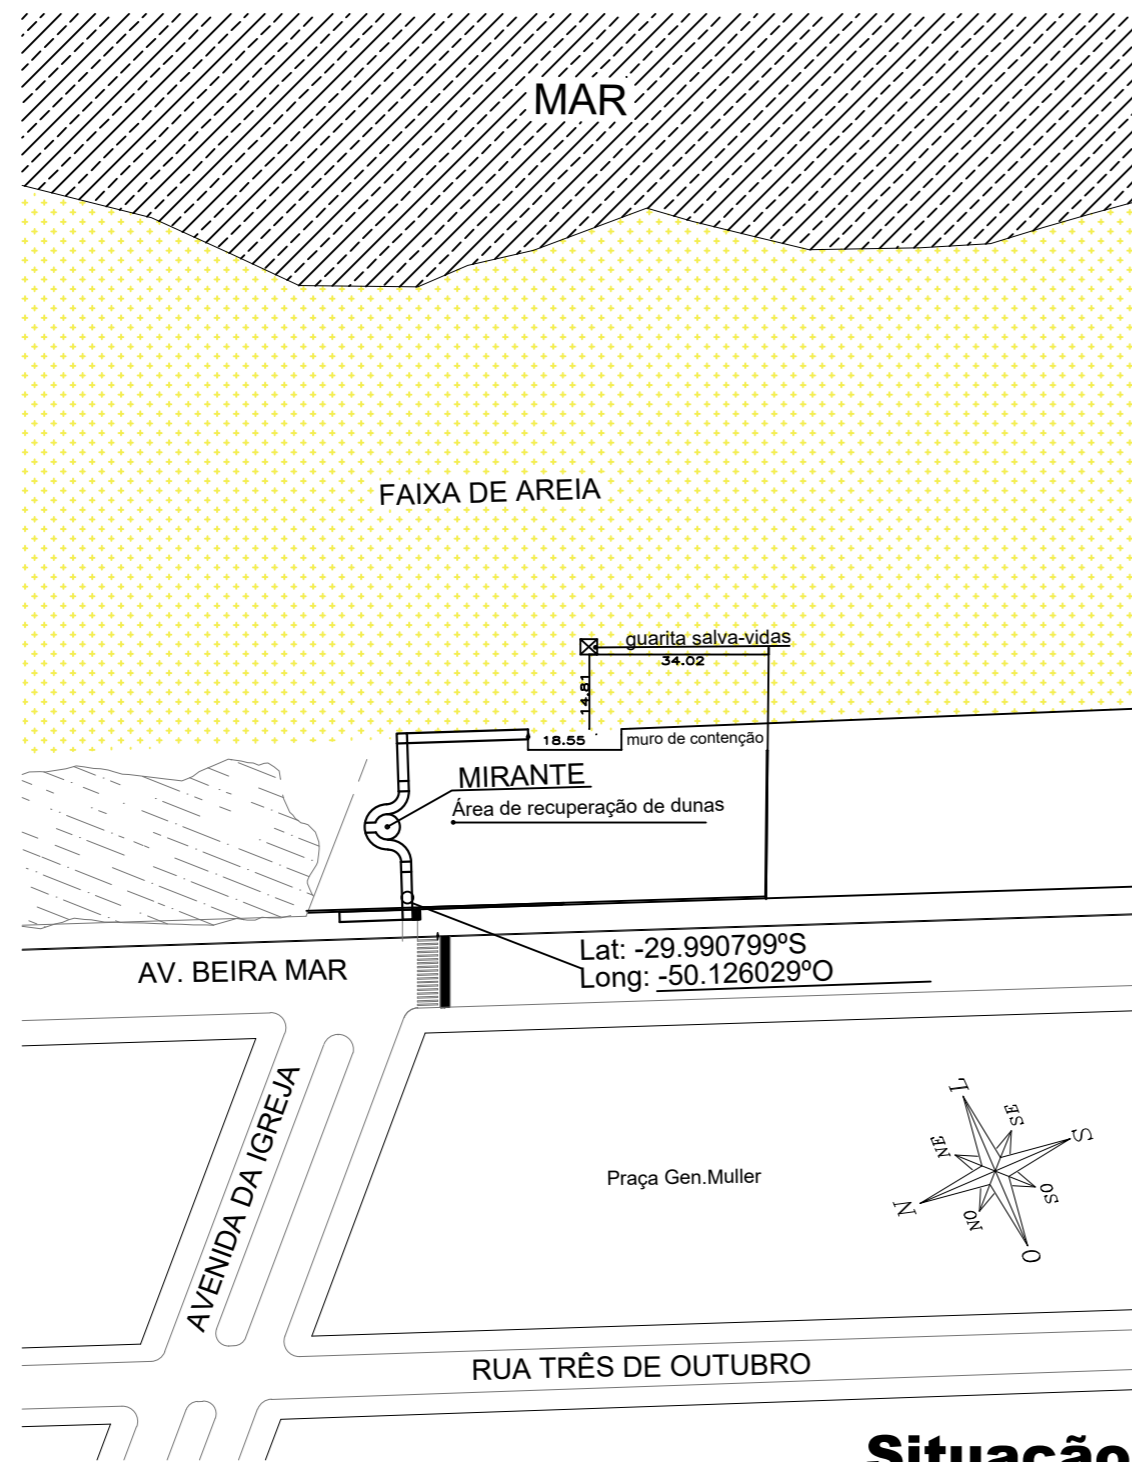 MAR
FAIXA DE AREIA
guarita salva-vidas
34.02
14.81
18.55
muro de contenção
MIRANTE
Área de recuperação de dunas
Lat: -29.990799ºS
Long: -50.126029ºO
AV. BEIRA MAR
AVENIDA DA IGREJA
Praça Gen.Muller
L
SE
S
NE
SO
N
NO
O
RUA TRÊS DE OUTUBRO
Situação